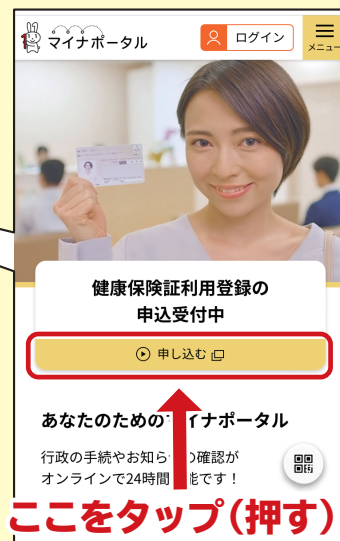 マイナポータル
ログイン
メニュー
健康保険証利用登録の
申込受付中
申し込む
あなたのための イナポータル
行政の手続やお知ら の確認が
オンラインで24時間 能です！
ここをタップ（押す）